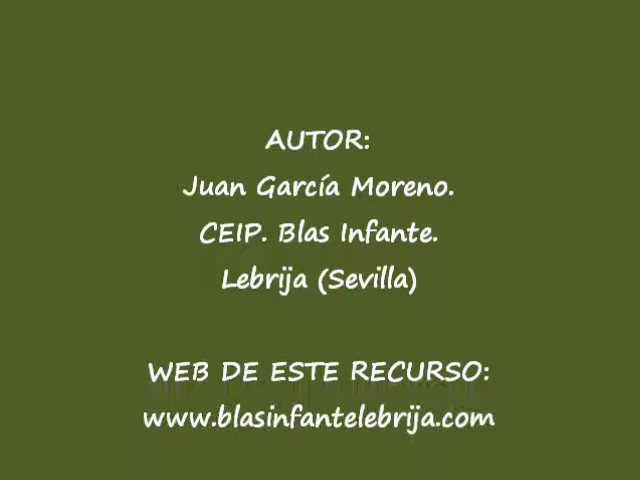 AUTOR:
Juan García Moreno.
CEIP. Blas Infante.
Lebrija (Sevilla)
WEB DE ESTE RECURSO:
www.blasinfantelebrija.com